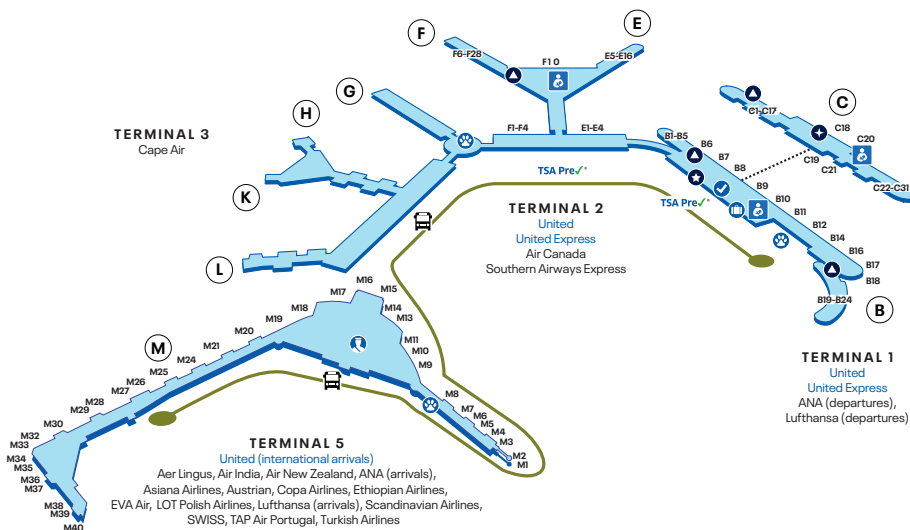 E
F
F6-F28
E5-E16
F1 0
G
C
C1-C17
C18
C20
C19
C21
C22-C31
H
TERMINAL 3
Cape Air
F1-F4
E1-E4
B1-B5
B6
B7
B8
B9
B10
B11
B12
B14
B16
B17
B18
B19-B24
B
K
TSA Pre✓®
TSA Pre✓®
TERMINAL 2
United
United Express
Air Canada
Southern Airways Express
L
M16
M17
M15
M18
M14
M19
M13
M20
M11
M21
M10
M24
M9
M
M25
M26
M27
M28
M29
M30
M32
M33
M34
M35
M36
M37
M38
M39
M40
M8
M7
M6
M5
M4
M3
M2
M1
TERMINAL 1
United
United Express
ANA (departures),
Lufthansa (departures)
TERMINAL 5
United (international arrivals)
Aer Lingus, Air India, Air New Zealand, ANA (arrivals),
Asiana Airlines, Austrian, Copa Airlines, Ethiopian Airlines,
EVA Air, LOT Polish Airlines, Lufthansa (arrivals), Scandinavian Airlines,
SWISS, TAP Air Portugal, Turkish Airlines